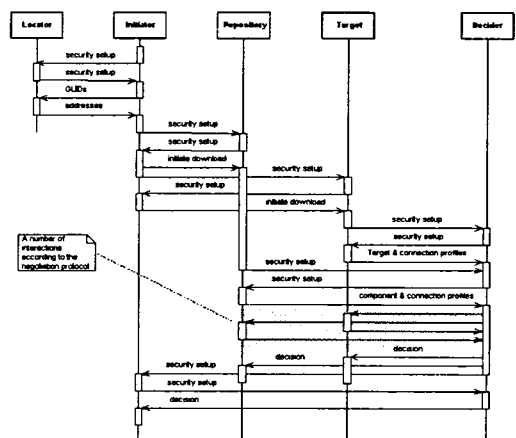 Locator
Initiator
Repository
Target
Decider
security setup
security setup
GUIDs
addresses
security setup
security setup
initiate download
security setup
security setup
initiate download
security setup
security setup
Target & connection profiles
A number of
interactions
according to the
negotiation protocol
security setup
security setup
component & connection profiles
decision
decision
security setup
security setup
decision